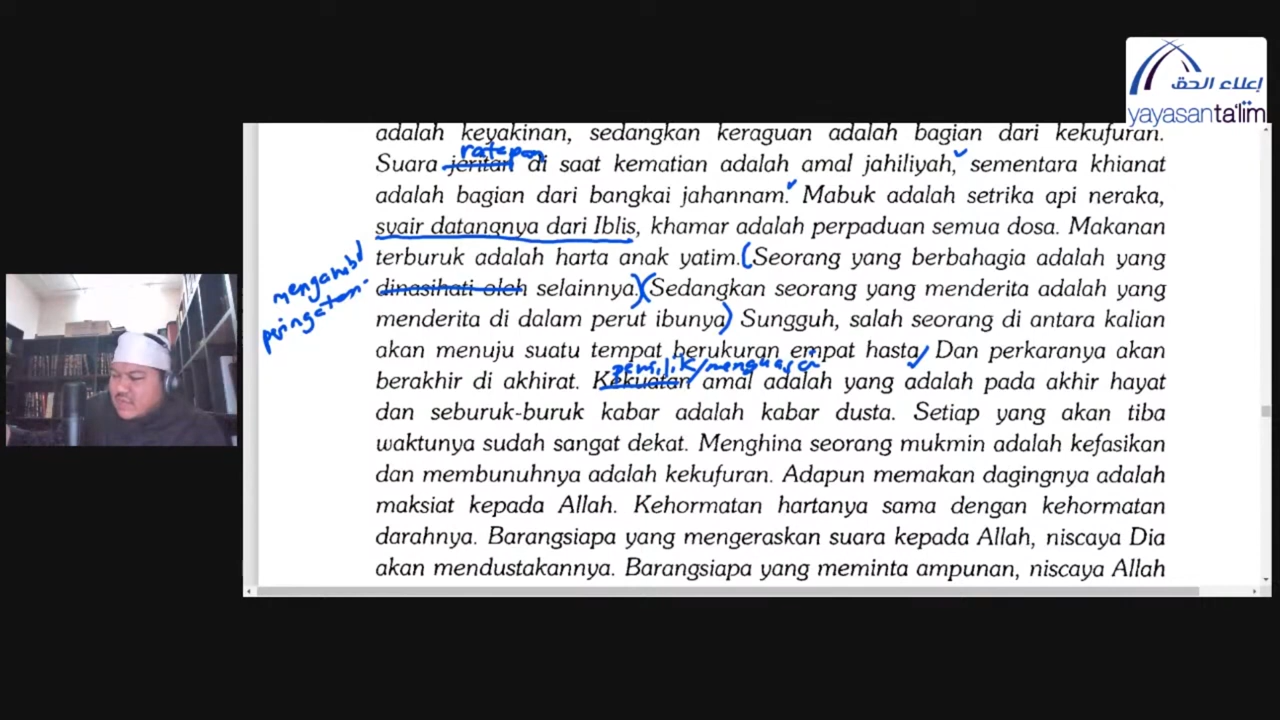 إعلاء الحق
yayasanta'lim
adalah keyakinan, sedangkan keraguan adalah bagian dari kekufuran.
ratapan
Suara jeritan di saat kematian adalah amal jahiliyah, sementara khianat
adalah bagian dari bangkai jahannam. Mabuk adalah setrika api neraka,
syair datangnya dari Iblis, khamar adalah perpaduan semua dosa. Makanan
terburuk adalah harta anak yatim. (Seorang yang berbahagia adalah yang
mengambil
peringatan
dinasihati oleh selainnya.) (Sedangkan seorang yang menderita adalah yang
menderita di dalam perut ibunya) Sungguh, salah seorang di antara kalian
akan menuju suatu tempat berukuran empat hasta. Dan perkaranya akan
pemilik/menguasai
berakhir di akhirat. Kekuatan amal adalah yang adalah pada akhir hayat
dan seburuk-buruk kabar adalah kabar dusta. Setiap yang akan tiba
waktunya sudah sangat dekat. Menghina seorang mukmin adalah kefasikan
dan membunuhnya adalah kekufuran. Adapun memakan dagingnya adalah
maksiat kepada Allah. Kehormatan hartanya sama dengan kehormatan
darahnya. Barangsiapa yang mengeraskan suara kepada Allah, niscaya Dia
akan mendustakannya. Barangsiapa yang meminta ampunan, niscaya Allah